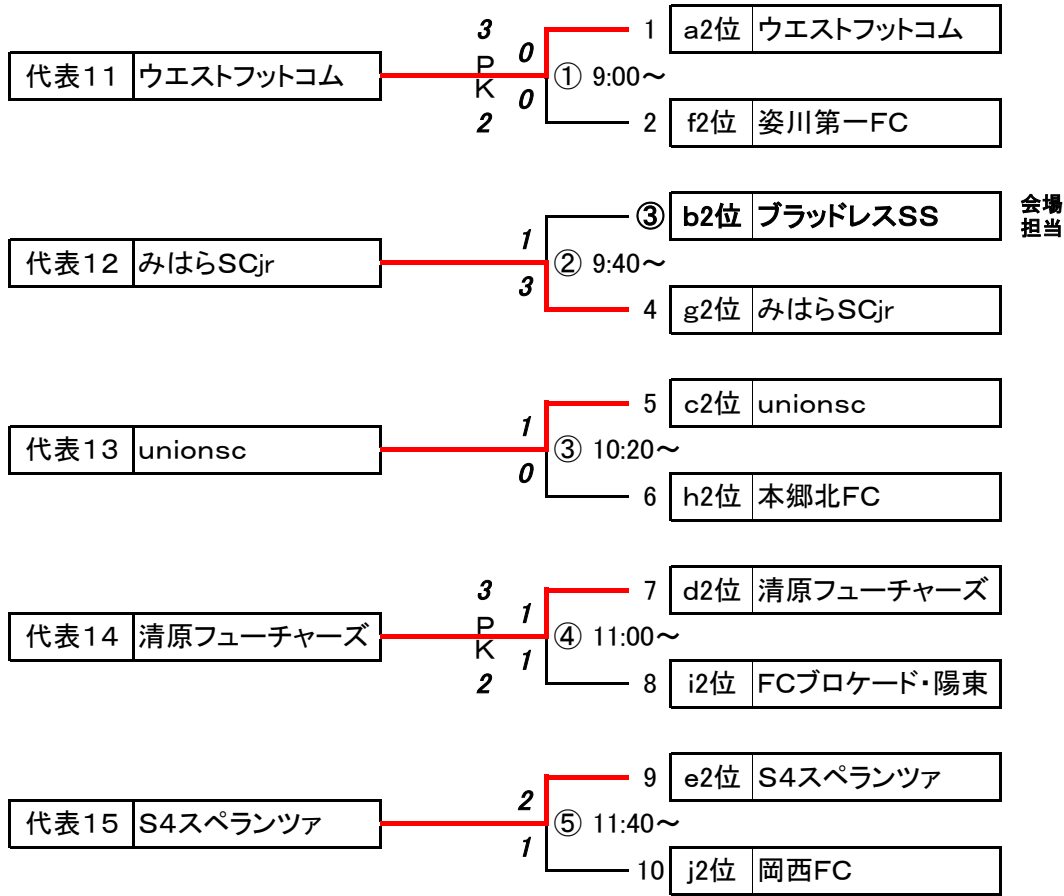 3
1 a2位 ウエストフットコム
0
代表11 ウエストフットコム
PK
① 9:00～
0
2
2 f2位 姿川第一FC
③ b2位 ブラッドレスSS
会場
担当
1
代表12 みはらSCjr
② 9:40～
3
4 g2位 みはらSCjr
5 c2位 unionsc
1
代表13 unionsc
③ 10:20～
0
6 h2位 本郷北FC
3
7 d2位 清原フューチャーズ
1
代表14 清原フューチャーズ
PK
④ 11:00～
1
2
8 i2位 FCブロケード・陽東
9 e2位 S4スペランツァ
2
代表15 S4スペランツァ
⑤ 11:40～
1
10 j2位 岡西FC